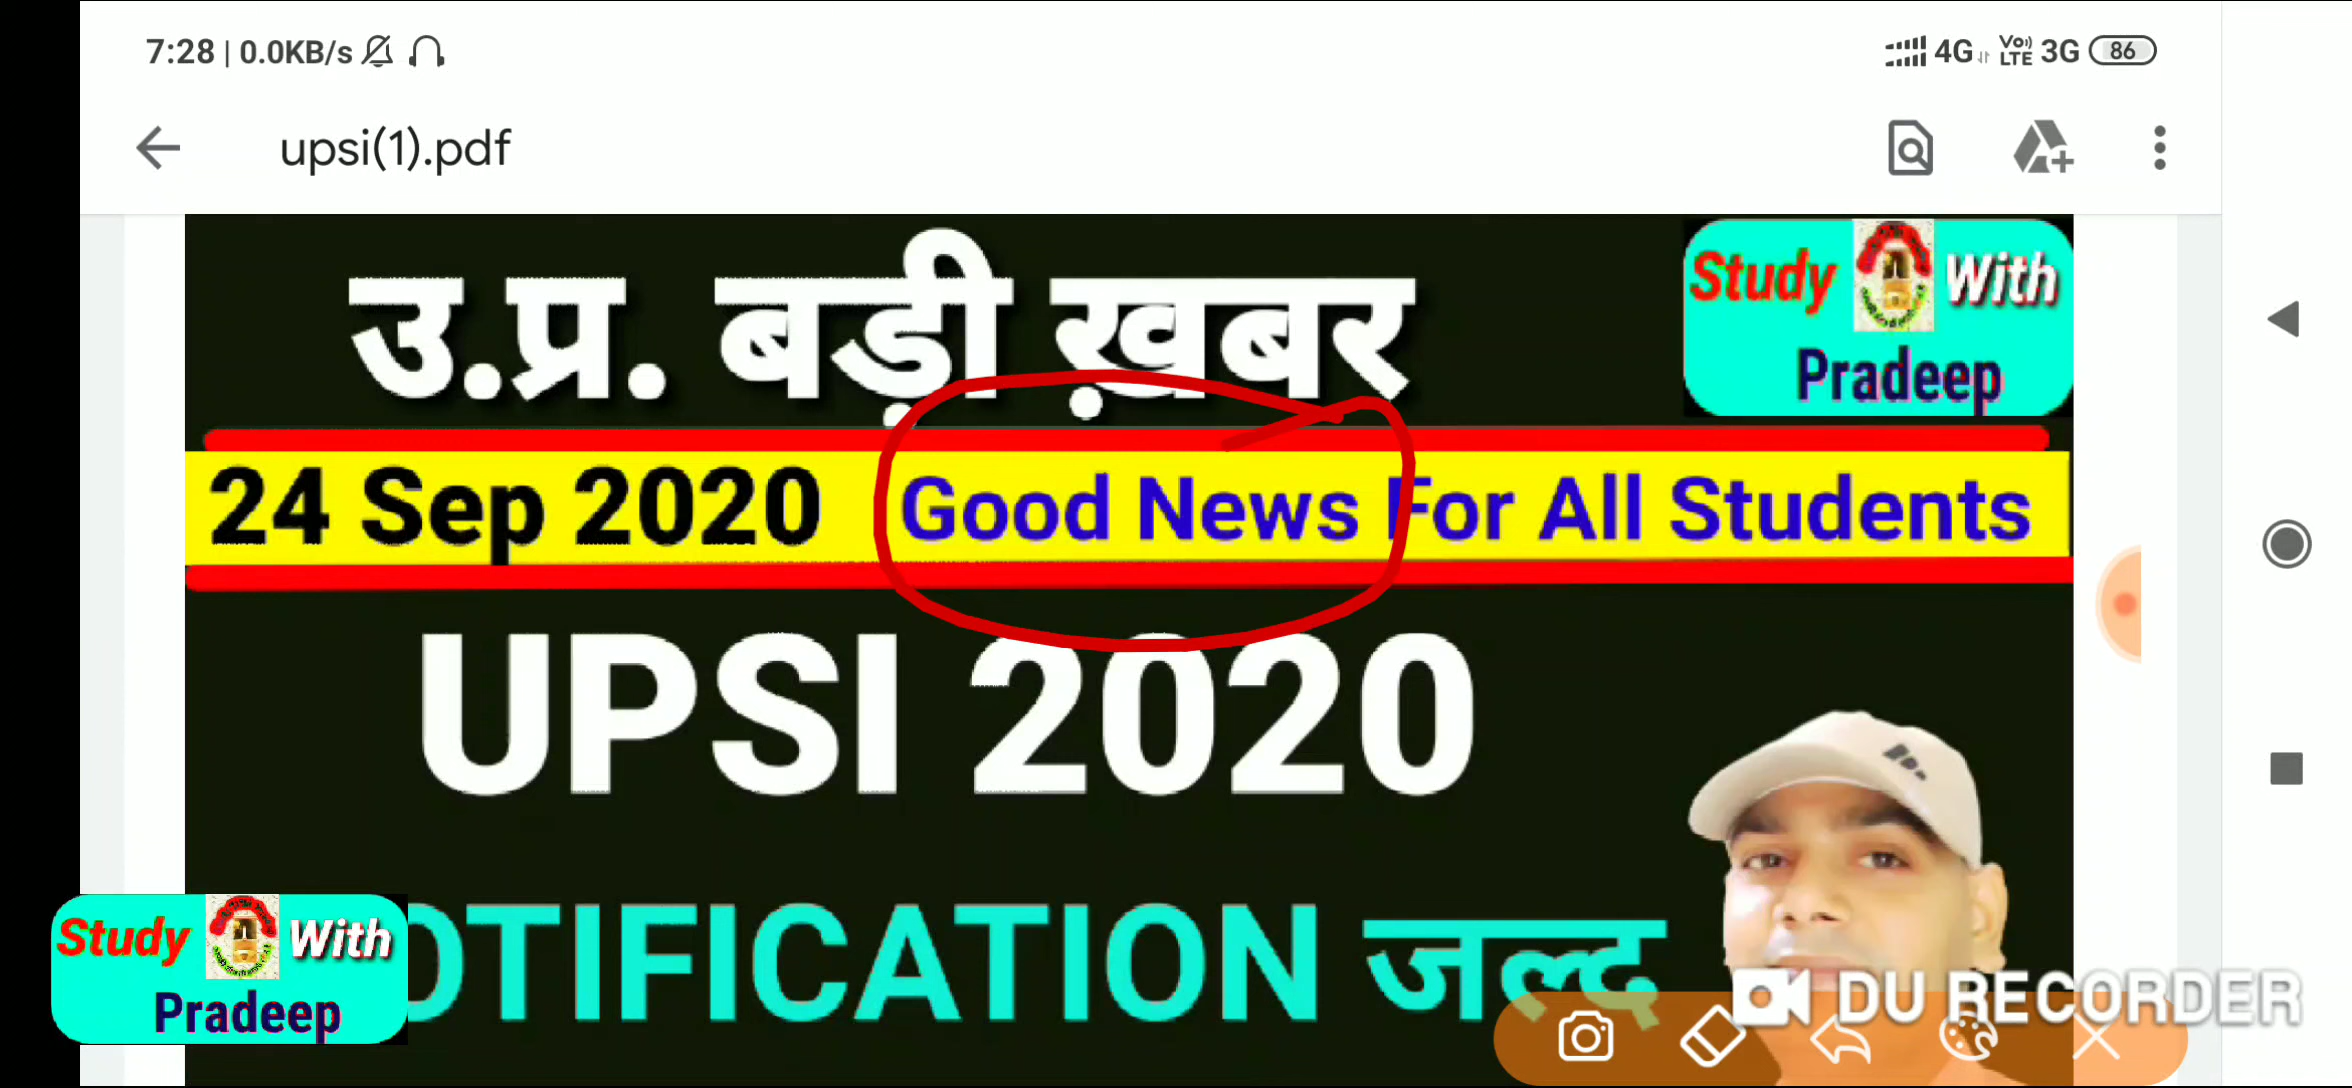 7:28 | 0.0KB/s
4G Vo)) LTE 3G 86
upsi(1).pdf
उ.प्र. बड़ी ख़बर
Study With
Pradeep
24 Sep 2020 Good News For All Students
UPSI 2020
OTIFICATION जल्द
Study With
Pradeep
DU RECORDER